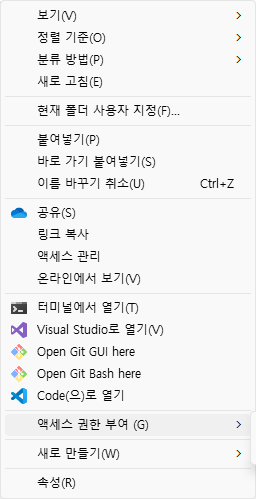 보기(V)
정렬 기준(O)
분류 방법(P)
새로 고침(E)
현재 폴더 사용자 지정(F)...
붙여넣기(P)
바로 가기 붙여넣기(S)
이름 바꾸기 취소(U) Ctrl+Z
공유(S)
링크 복사
액세스 관리
온라인에서 보기(V)
터미널에서 열기(T)
Visual Studio로 열기(V)
Open Git GUI here
Open Git Bash here
Code(으)로 열기
액세스 권한 부여 (G)
새로 만들기(W)
속성(R)